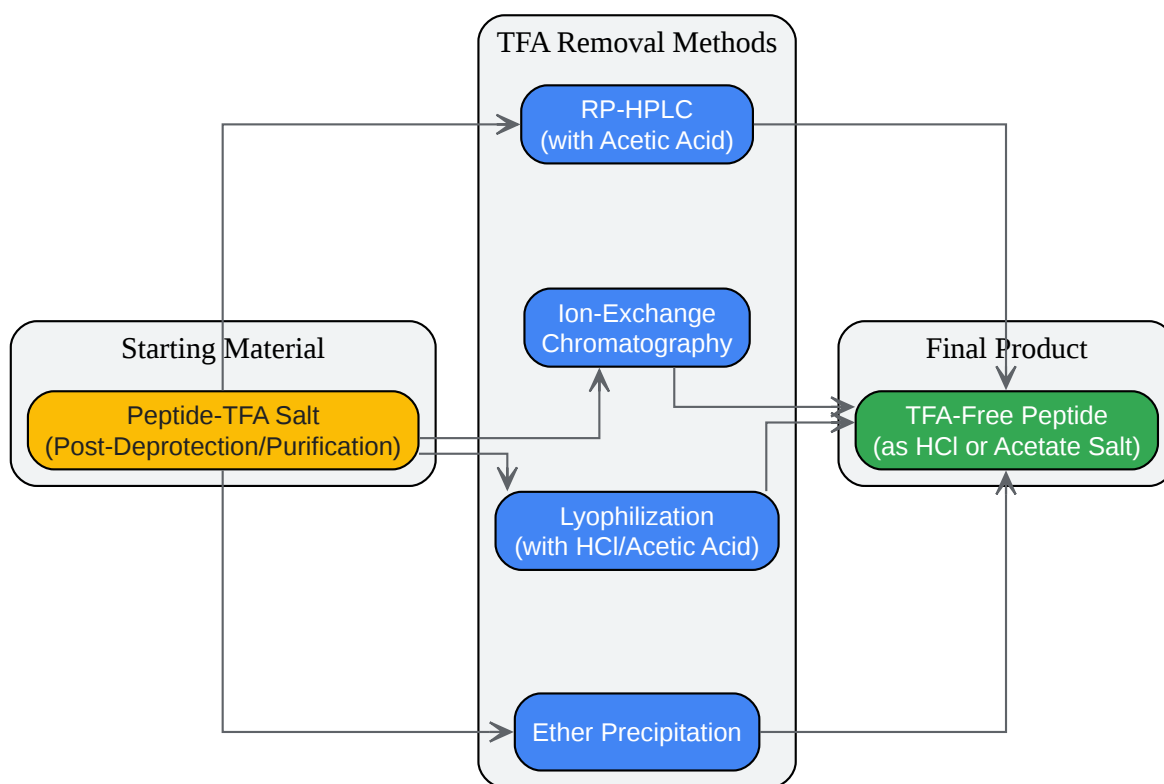 TFA Removal Methods
RP-HPLC
(with Acetic Acid)
Ion-Exchange
Chromatography
Starting Material
Final Product
Peptide-TFA Salt
(Post-Deprotection/Purification)
TFA-Free Peptide
(as HCl or Acetate Salt)
Lyophilization
(with HCl/Acetic Acid)
Ether Precipitation